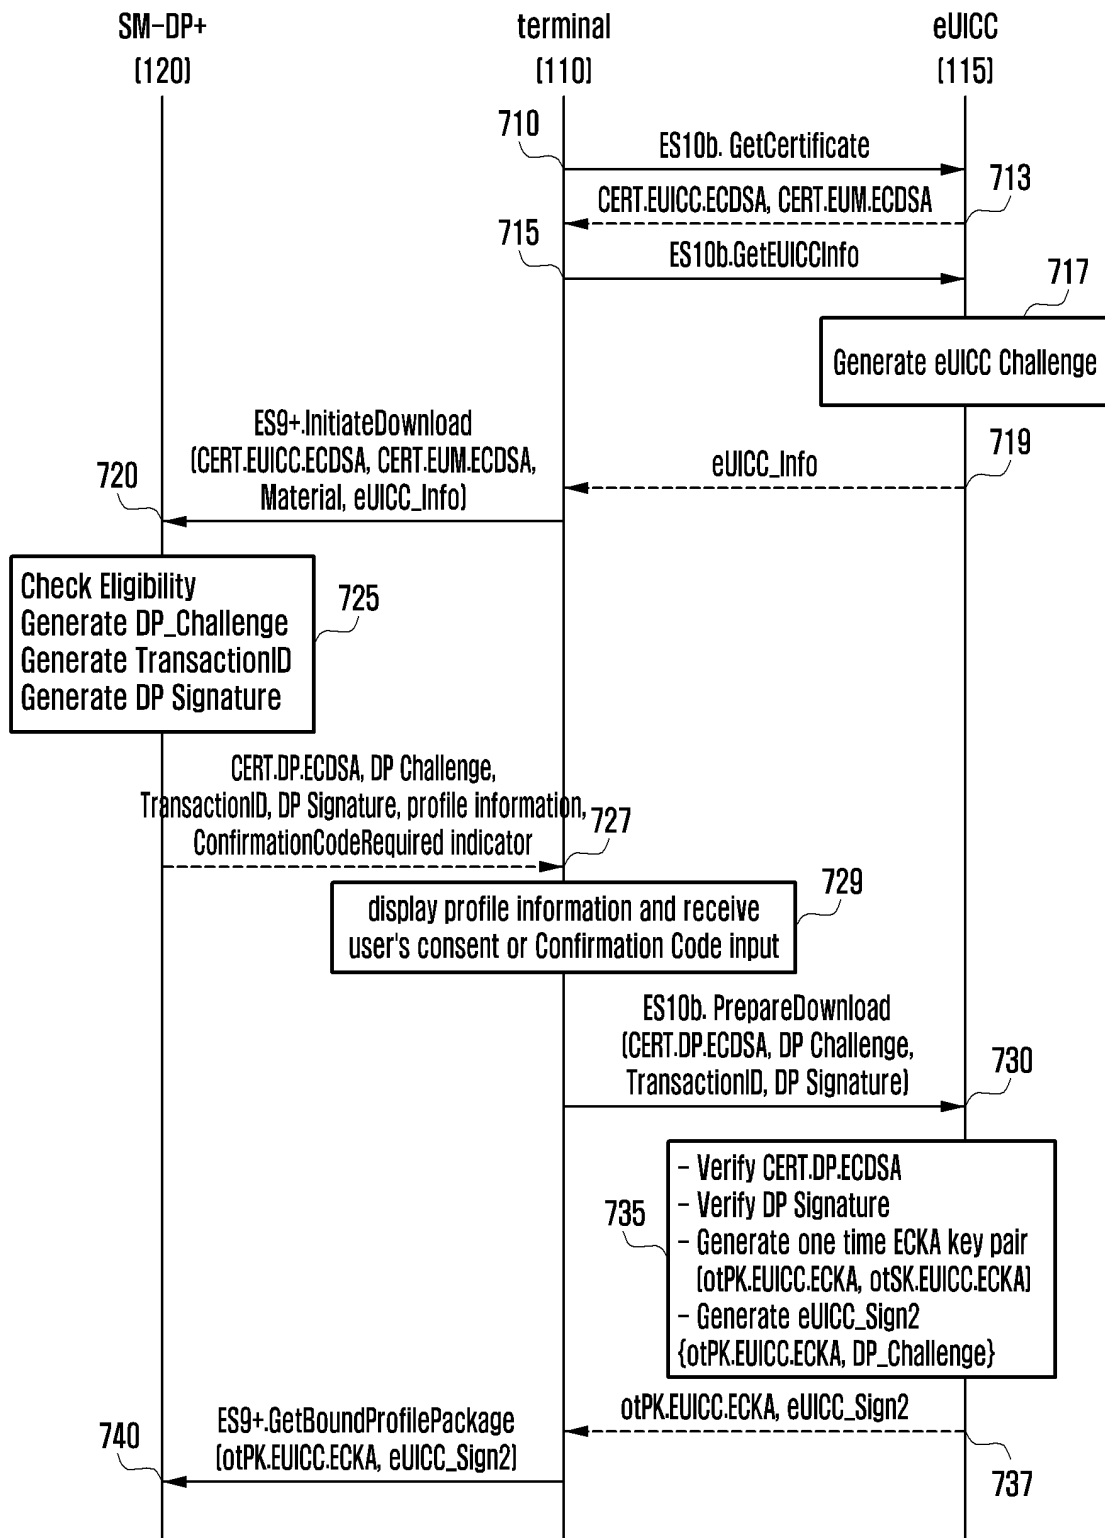 SM-DP+ terminal eUICC
(120) (110) (115)
710
ES10b. GetCertificate
713
CERT.EUICC.ECDSA, CERT.EUM.ECDSA
715
ES10b.GetEUICCInfo
717
Generate eUICC Challenge
ES9+.InitiateDownload
(CERT.EUICC.ECDSA, CERT.EUM.ECDSA,
Material, eUICC_Info)
720
719
eUICC_Info
Check Eligibility
Generate DP_Challenge
Generate TransactionID
Generate DP Signature
725
CERT.DP.ECDSA, DP Challenge,
TransactionID, DP Signature, profile information,
ConfirmationCodeRequired indicator
727
729
display profile information and receive
user's consent or Confirmation Code input
ES10b. PrepareDownload
(CERT.DP.ECDSA, DP Challenge,
TransactionID, DP Signature)
730
735
- Verify CERT.DP.ECDSA
- Verify DP Signature
- Generate one time ECKA key pair
(otPK.EUICC.ECKA, otSK.EUICC.ECKA)
- Generate eUICC_Sign2
{otPK.EUICC.ECKA, DP_Challenge}
otPK.EUICC.ECKA, eUICC_Sign2
737
ES9+.GetBoundProfilePackage
(otPK.EUICC.ECKA, eUICC_Sign2)
740